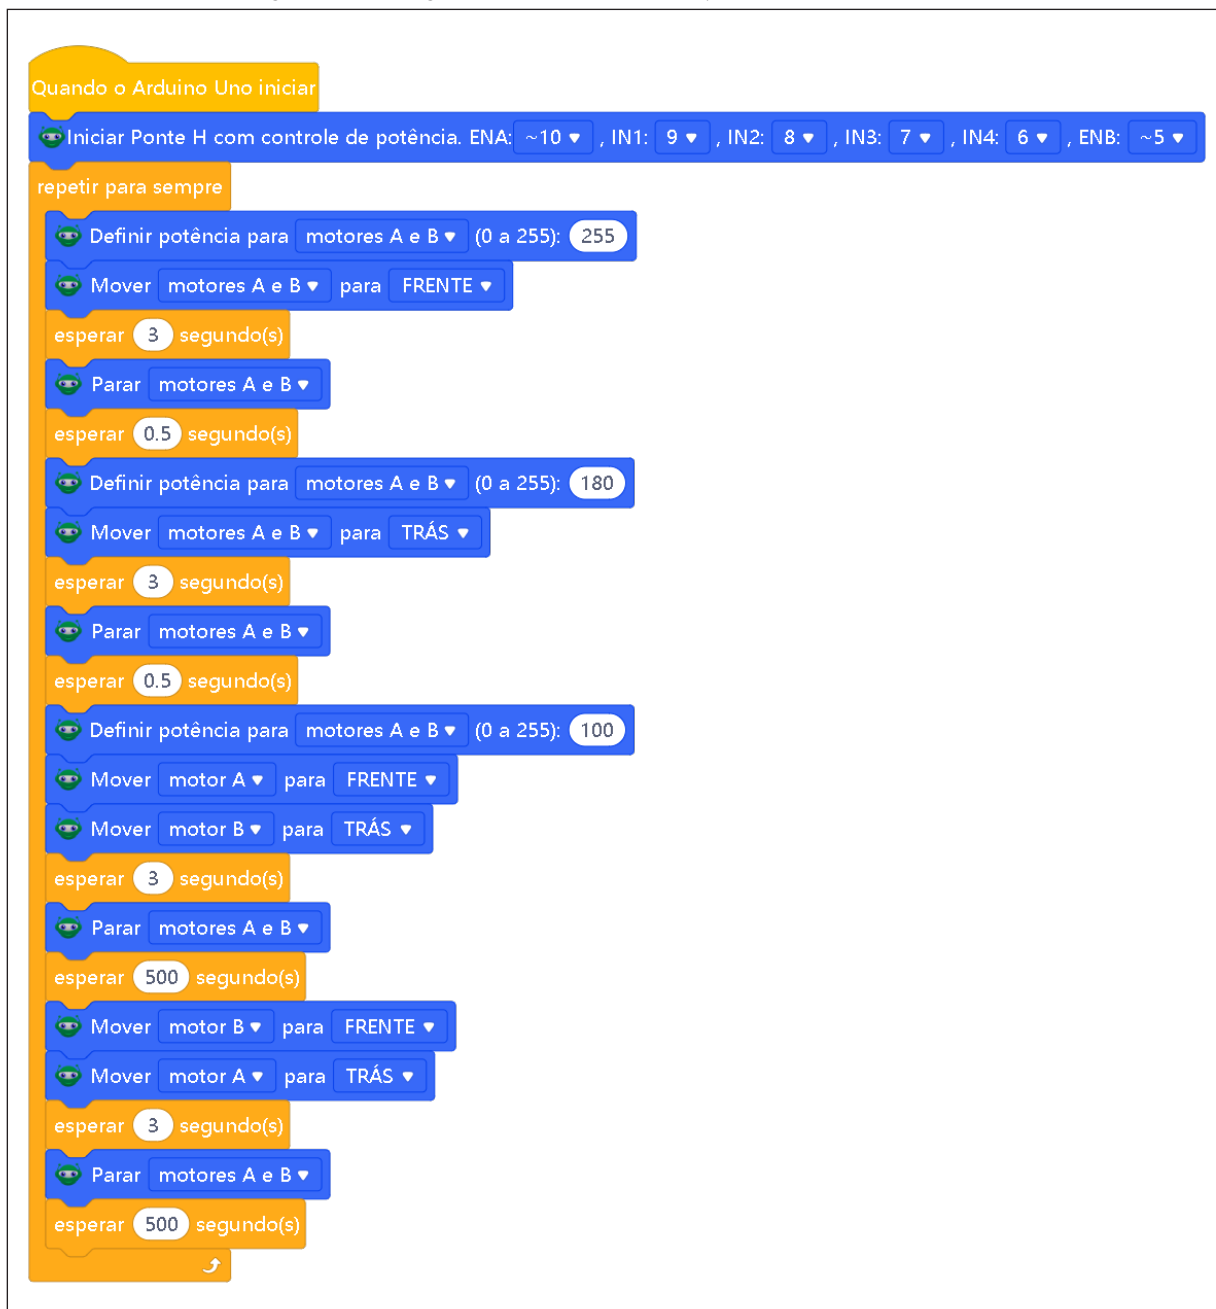 Quando o Arduino Uno iniciar
Iniciar Ponte H com controle de potência. ENA: ~10 , IN1: 9 , IN2: 8 , IN3: 7 , IN4: 6 , ENB: ~5
repetir para sempre
Definir potência para motores A e B (0 a 255): 255
Mover motores A e B para FRENTE
esperar 3 segundo(s)
Parar motores A e B
esperar 0.5 segundo(s)
Definir potência para motores A e B (0 a 255): 180
Mover motores A e B para TRÁS
esperar 3 segundo(s)
Parar motores A e B
esperar 0.5 segundo(s)
Definir potência para motores A e B (0 a 255): 100
Mover motor A para FRENTE
Mover motor B para TRÁS
esperar 3 segundo(s)
Parar motores A e B
esperar 500 segundo(s)
Mover motor B para FRENTE
Mover motor A para TRÁS
esperar 3 segundo(s)
Parar motores A e B
esperar 500 segundo(s)